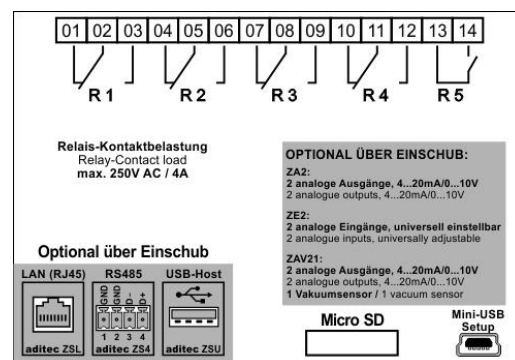 01 02 03 04 05 06 07 08 09 10 11 12 13 14
R 1 R 2 R 3 R 4 R 5
Relais-Kontaktbelastung
Relay-Contact load
max. 250V AC / 4A
OPTIONAL ÜBER EINSCHUB:
ZA2:
2 analoge Ausgänge, 4...20mA/0...10V
2 analogue outputs, 4...20mA/0...10V
ZE2:
2 analoge Eingänge, universell einstellbar
2 analogue inputs, universally adjustable
ZAV21:
2 analoge Ausgänge, 4...20mA/0...10V
2 analogue outputs, 4...20mA/0...10V
1 Vakuumsensor / 1 vacuum sensor
Optional über Einschub
LAN (RJ45) RS485 USB-Host
GND GND D - D+
1 2 3 4
aditec ZSL aditec ZS4 aditec ZSU
Micro SD
Mini-USB
Setup